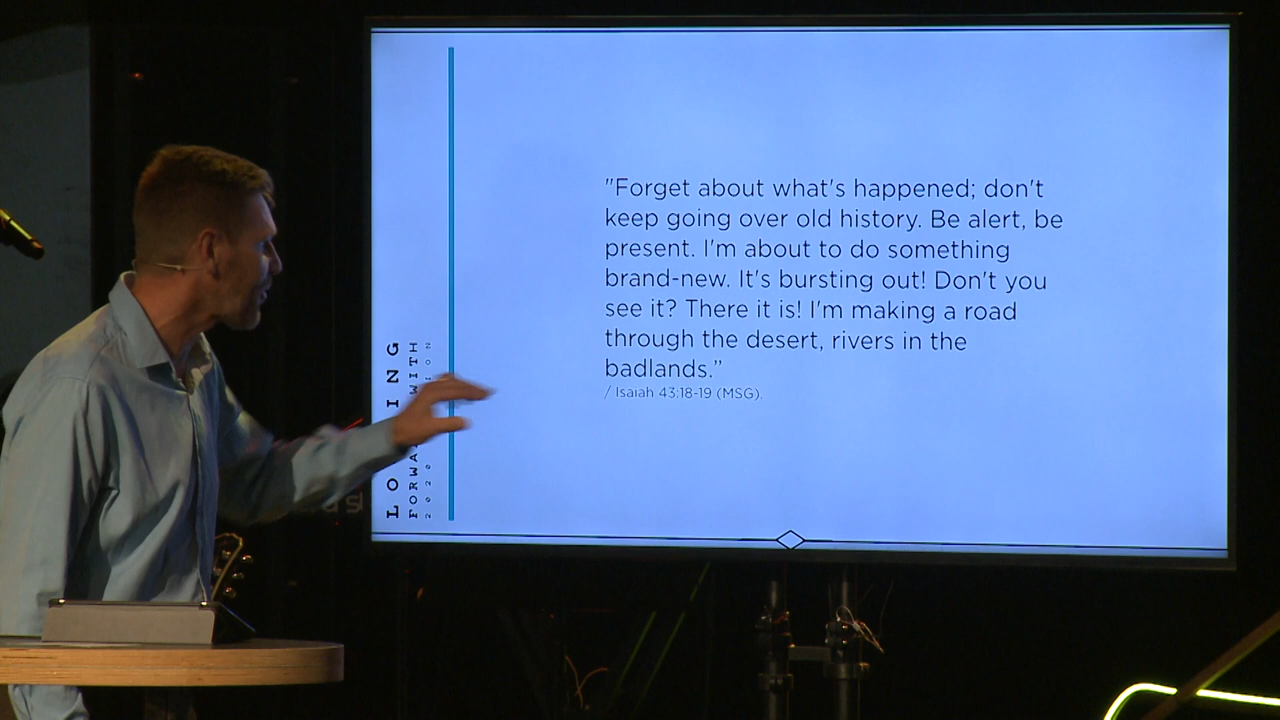 "Forget about what's happened; don't
keep going over old history. Be alert, be
present. I'm about to do something
brand-new. It's bursting out! Don't you
see it? There it is! I'm making a road
through the desert, rivers in the
badlands.”
/ Isaiah 43:18-19 (MSG).
WITH
2020